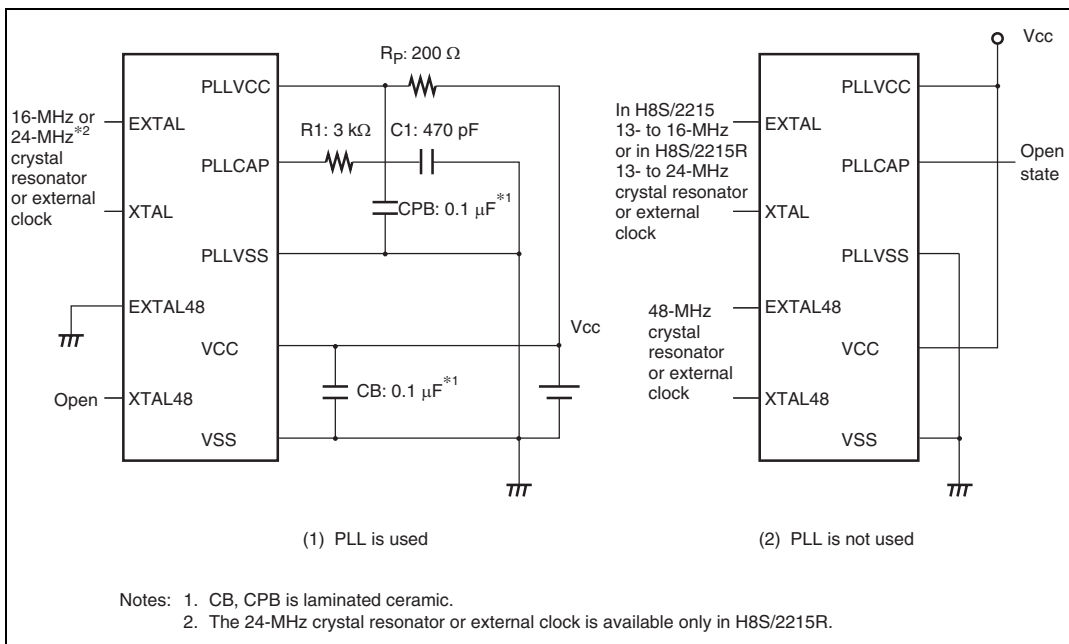 RP: 200 Ω
PLLVCC
16-MHz or
24-MHz*2
crystal
resonator
or external
clock
EXTAL
R1: 3 kΩ
C1: 470 pF
PLLCAP
XTAL
CPB: 0.1 μF*1
PLLVSS
EXTAL48
VCC
Vcc
CB: 0.1 μF*1
Open
XTAL48
VSS
(1) PLL is used
Vcc
PLLVCC
In H8S/2215
13- to 16-MHz
or in H8S/2215R
13- to 24-MHz
crystal resonator
or external
clock
EXTAL
PLLCAP
Open
state
XTAL
PLLVSS
48-MHz
crystal
resonator
or external
clock
EXTAL48
VCC
XTAL48
VSS
(2) PLL is not used
Notes: 1. CB, CPB is laminated ceramic.
2. The 24-MHz crystal resonator or external clock is available only in H8S/2215R.